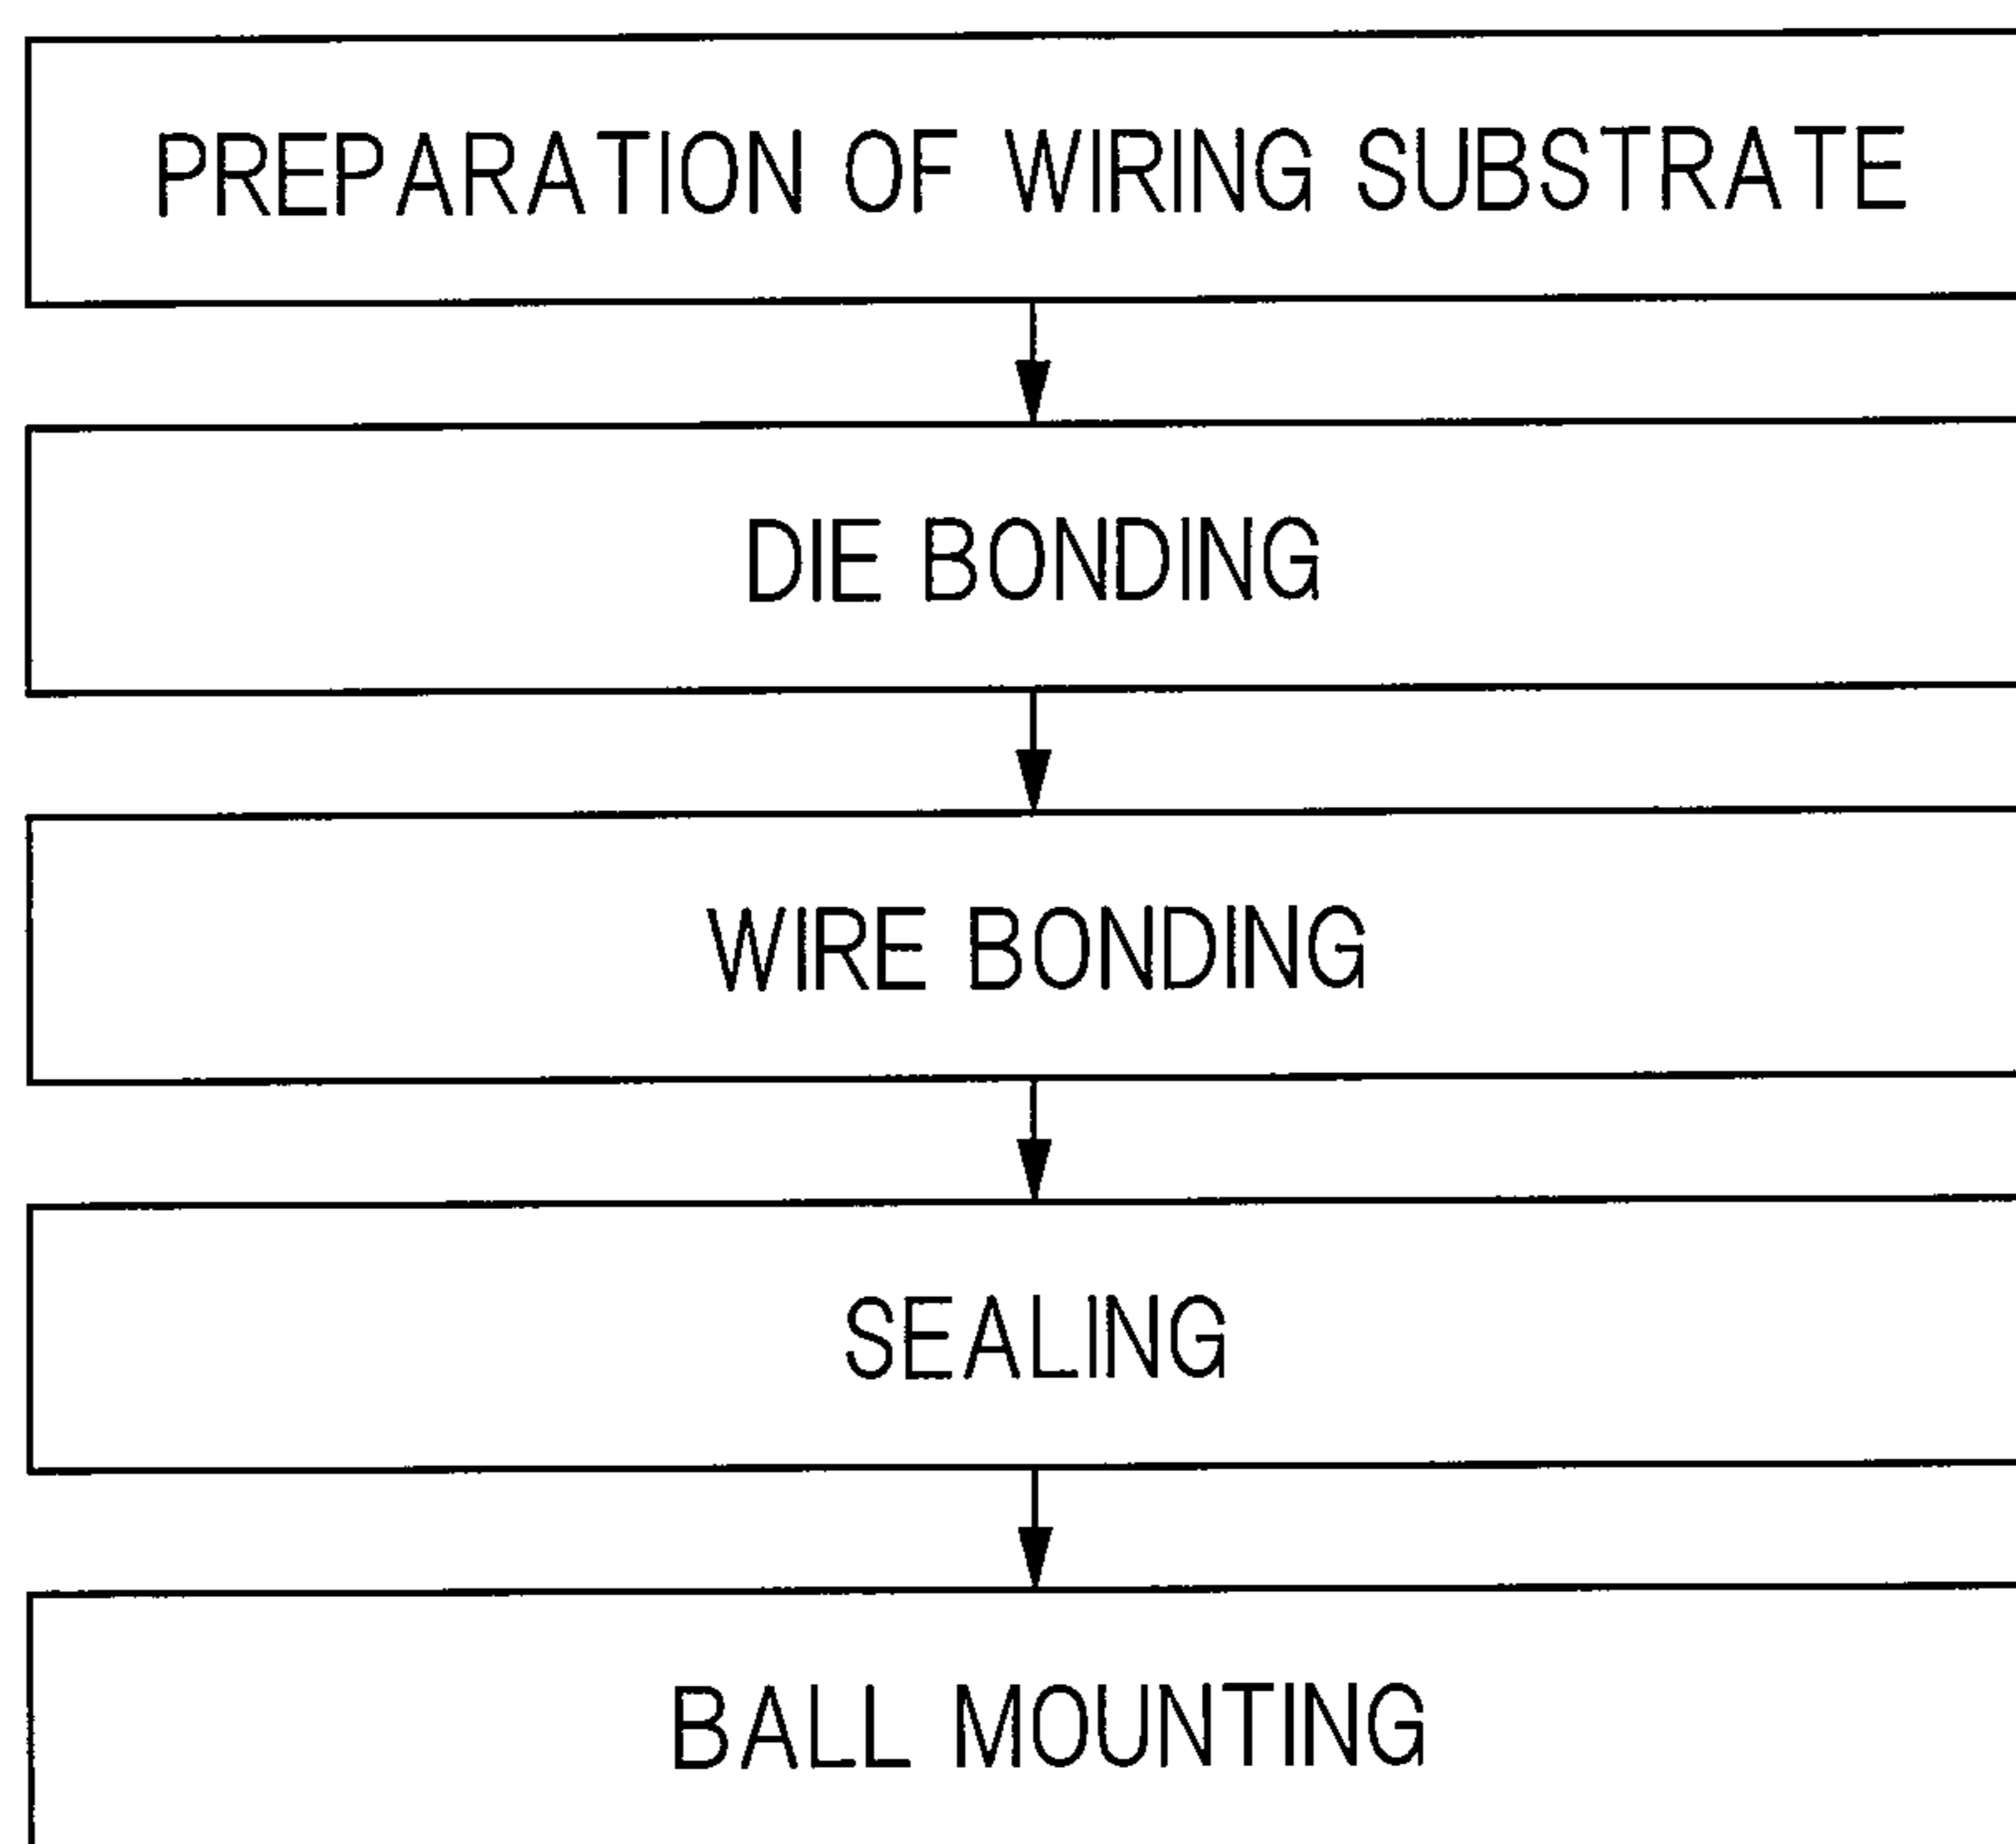 PREPARATION OF WIRING SUBSTRATE
DIE BONDING
WIRE BONDING
SEALING
BALL MOUNTING